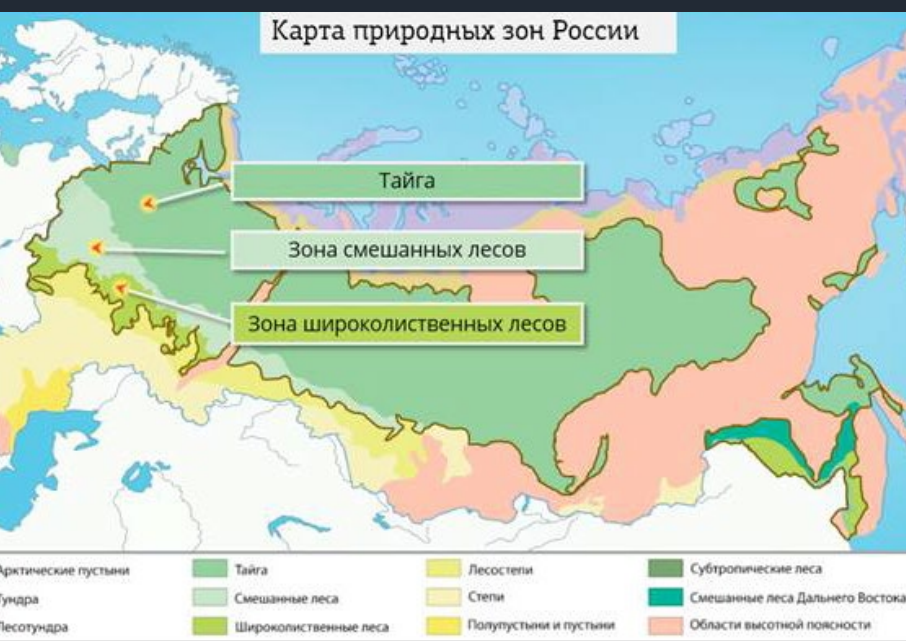 Карта природных зон России
Тайга
Зона смешанных лесов
Зона широколиственных лесов
Арктические пустыни
Тундра
Лесотундра
Тайга
Смешанные леса
Широколиственные леса
Лесостепи
Степи
Полупустыни и пустыни
Субтропические леса
Смешанные леса Дальнего Востока
Области высотной поясности